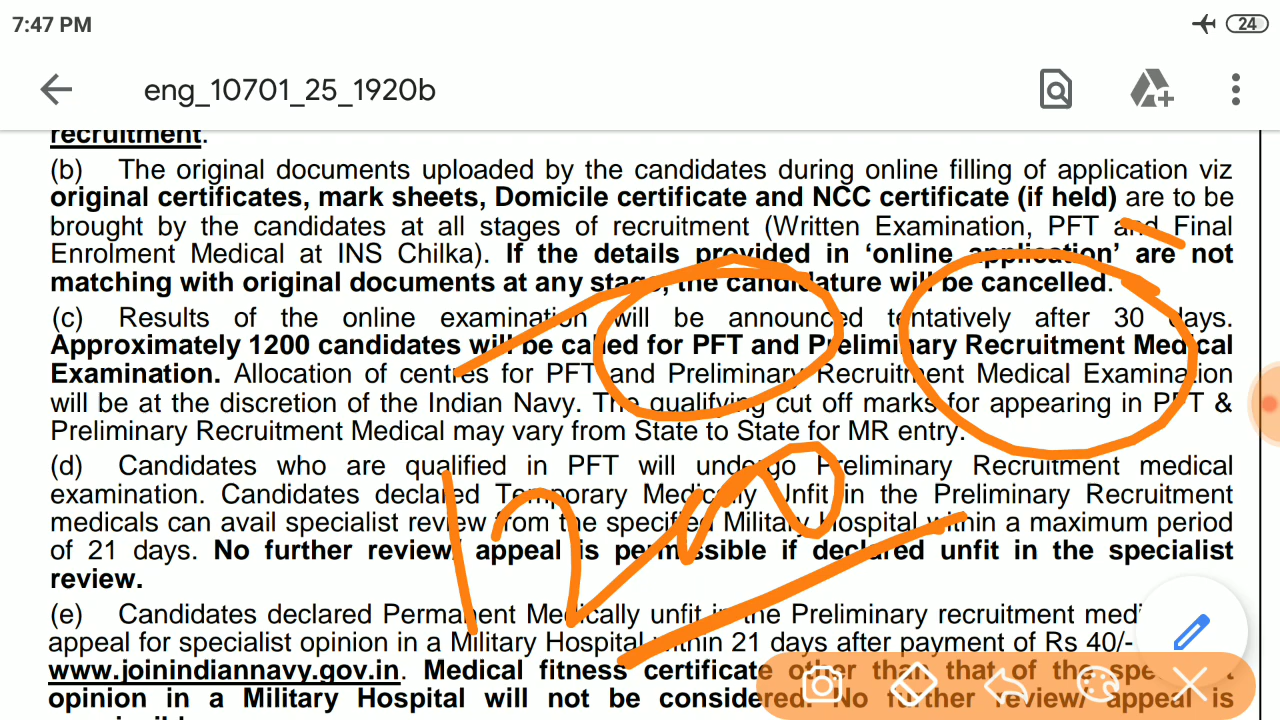 7:47 PM
24
eng_10701_25_1920b
recruitment.
(b) The original documents uploaded by the candidates during online filling of application viz
original certificates, mark sheets, Domicile certificate and NCC certificate (if held) are to be
brought by the candidates at all stages of recruitment (Written Examination, PFT and Final
Enrolment Medical at INS Chilka). If the details provided in ‘online application’ are not
matching with original documents at any stage, the candidature will be cancelled.
(c) Results of the online examination will be announced tentatively after 30 days.
Approximately 1200 candidates will be called for PFT and Preliminary Recruitment Medical
Examination. Allocation of centres for PFT and Preliminary Recruitment Medical Examination
will be at the discretion of the Indian Navy. The qualifying cut off marks for appearing in PFT &
Preliminary Recruitment Medical may vary from State to State for MR entry.
(d) Candidates who are qualified in PFT will undergo Preliminary Recruitment medical
examination. Candidates declared Temporary Medically Unfit in the Preliminary Recruitment
medicals can avail specialist review from the specified Military Hospital within a maximum period
of 21 days. No further review/ appeal is permissible if declared unfit in the specialist
review.
(e) Candidates declared Permanent Medically unfit in the Preliminary recruitment medi
appeal for specialist opinion in a Military Hospital within 21 days after payment of Rs 40/-
www.joinindiannavy.gov.in. Medical fitness certificate other than that of the spe
opinion in a Military Hospital will not be considered. No further review/ appeal is